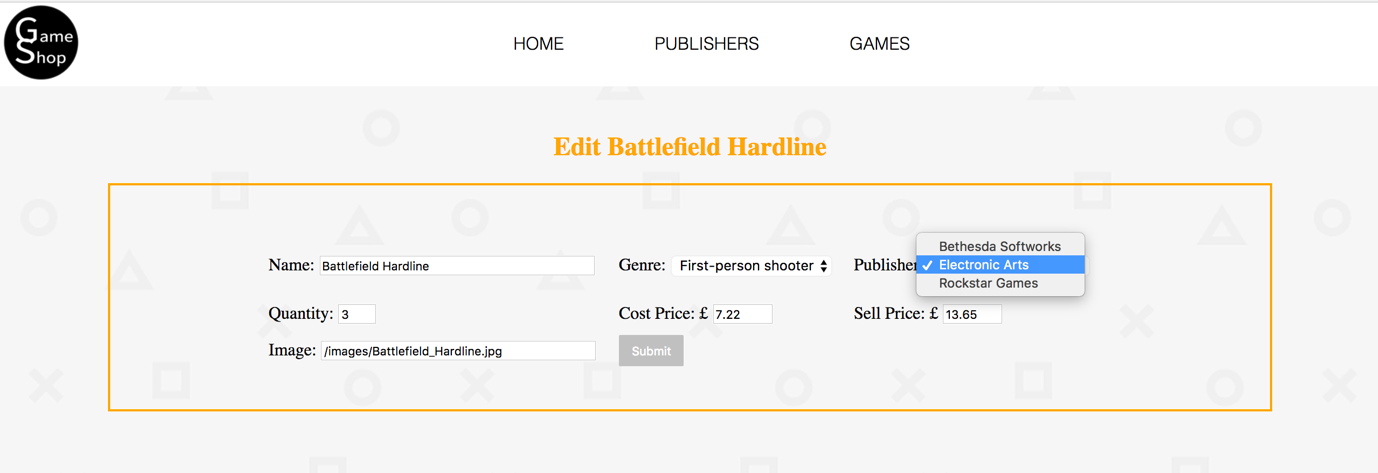 Game
Shop
HOME PUBLISHERS GAMES
Edit Battlefield Hardline
Name: Battlefield Hardline Genre: First-person shooter Publisher
Bethesda Softworks
✓ Electronic Arts
Rockstar Games
Quantity: 3 Cost Price: £ 7.22 Sell Price: £ 13.65
Image: /images/Battlefield_Hardline.jpg Submit